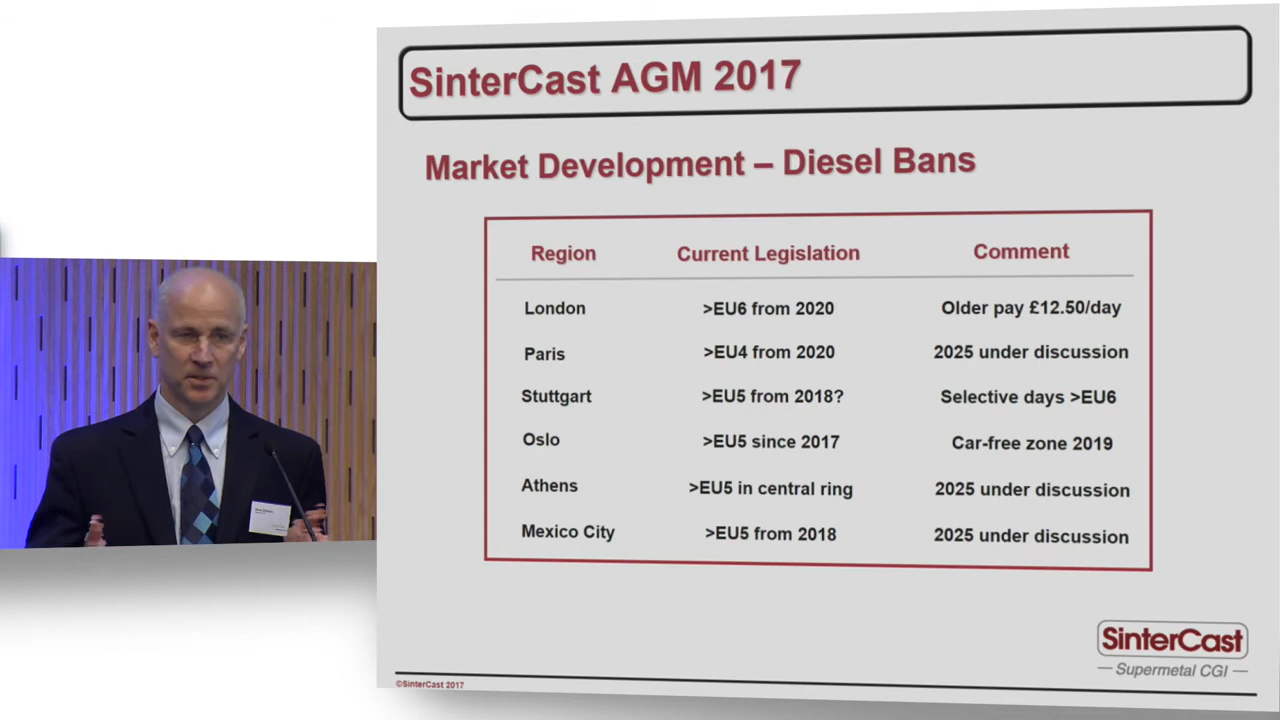 SinterCast AGM 2017
Market Development – Diesel Bans
Region Current Legislation Comment
London >EU6 from 2020 Older pay £12.50/day
Paris >EU4 from 2020 2025 under discussion
Stuttgart >EU5 from 2018? Selective days >EU6
Oslo >EU5 since 2017 Car-free zone 2019
Athens >EU5 in central ring 2025 under discussion
Mexico City >EU5 from 2018 2025 under discussion
SinterCast
Supermetal CGI
©SinterCast 2017